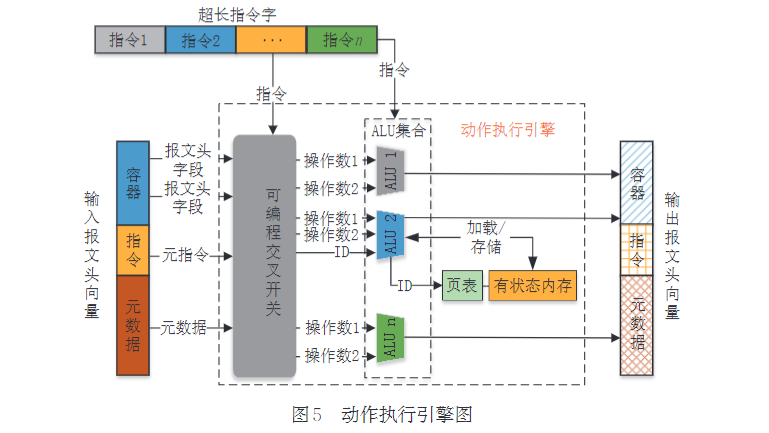 超长指令字
指令1 指令2 … 指令n
指令
指令
ALU集合
动作执行引擎
输入报文头向量
容器
指令
元数据
报文头
字段
报文头
字段
元指令
元数据
可编程交叉开关
操作数1
操作数2
ALU 1
操作数1
操作数2
ID
ALU 2
加载/
存储
ID
页表
有状态内存
操作数1
操作数2
ALU n
容器
指令
元数据
输出报文头向量
图5 动作执行引擎图